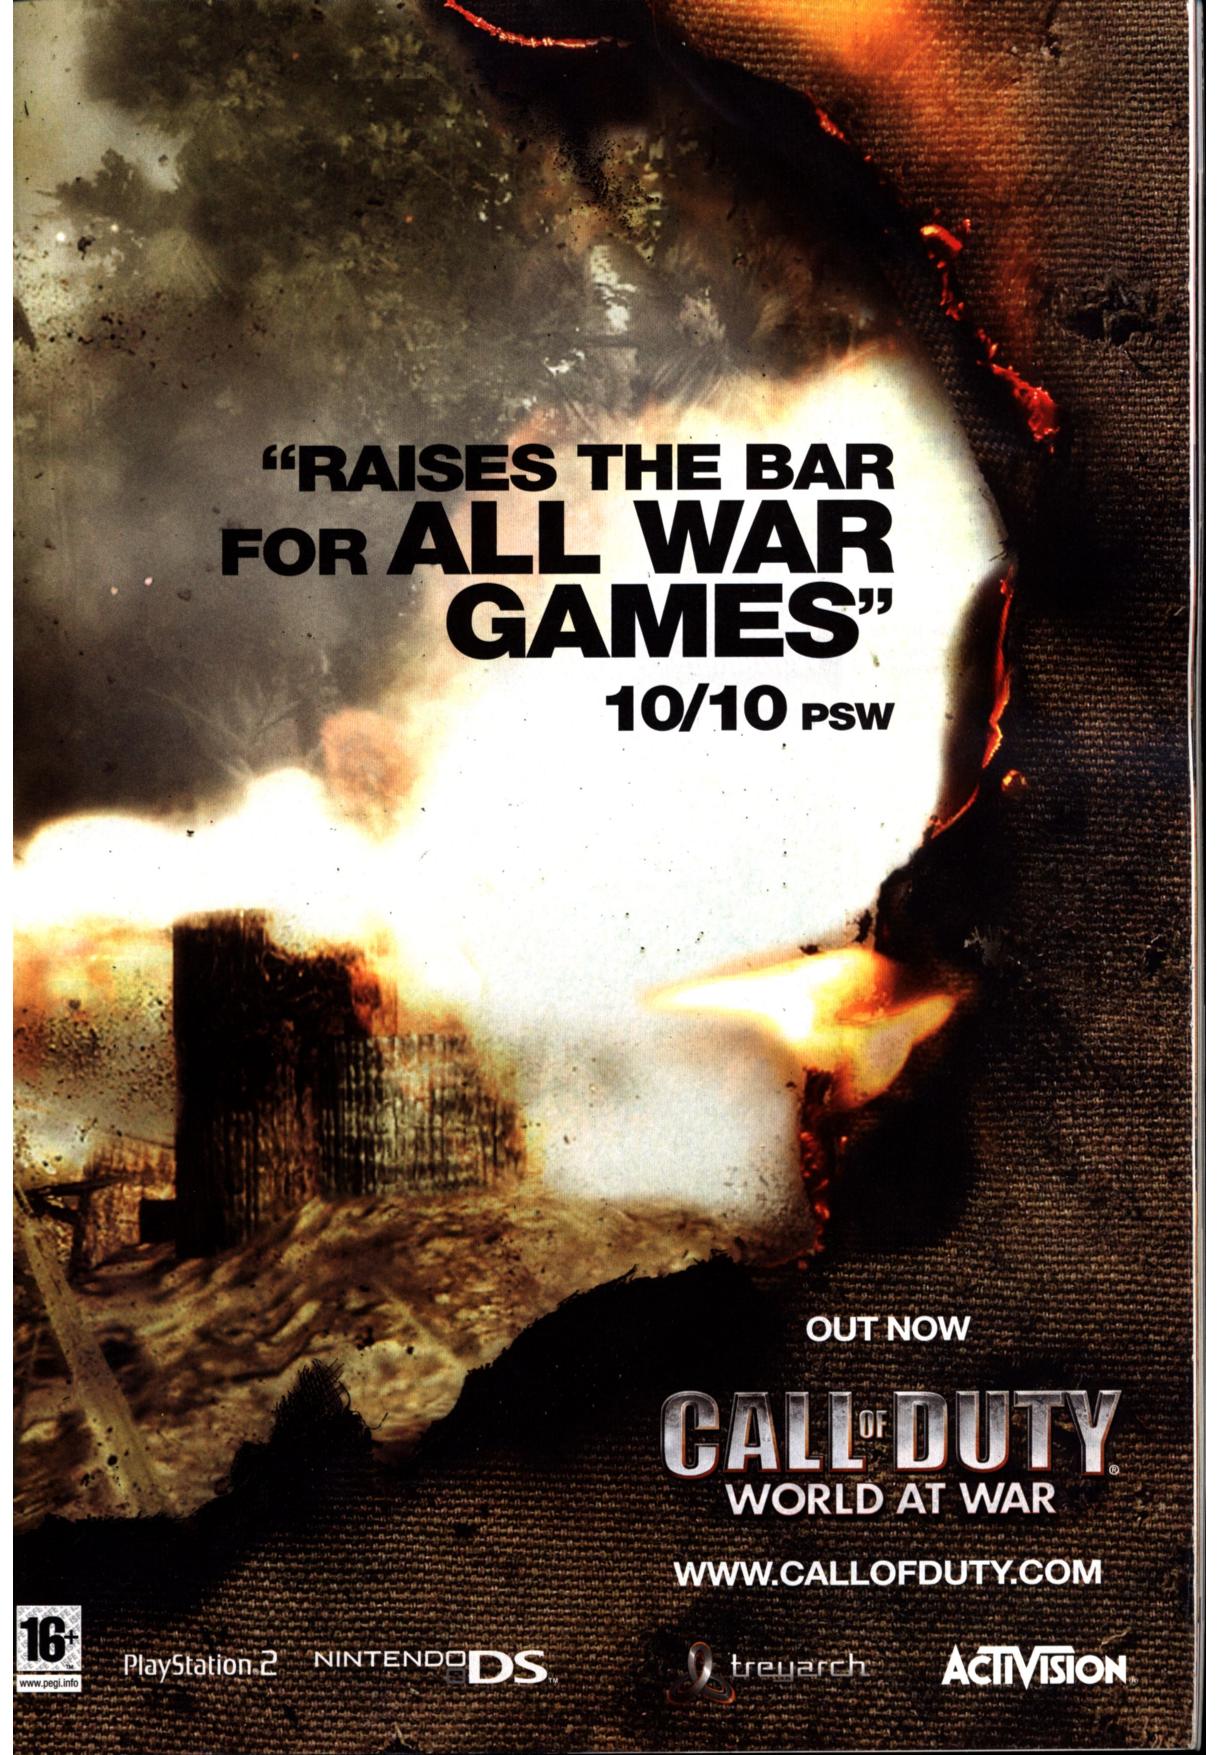 “RAISES THE BAR
FOR ALL WAR
GAMES”
10/10 PSW
OUT NOW
CALL OF DUTY®
WORLD AT WAR
WWW.CALLOFDUTY.COM
16+
www.pegi.info
PlayStation 2
NINTENDO DS™
treyarch
ACTIVISION®